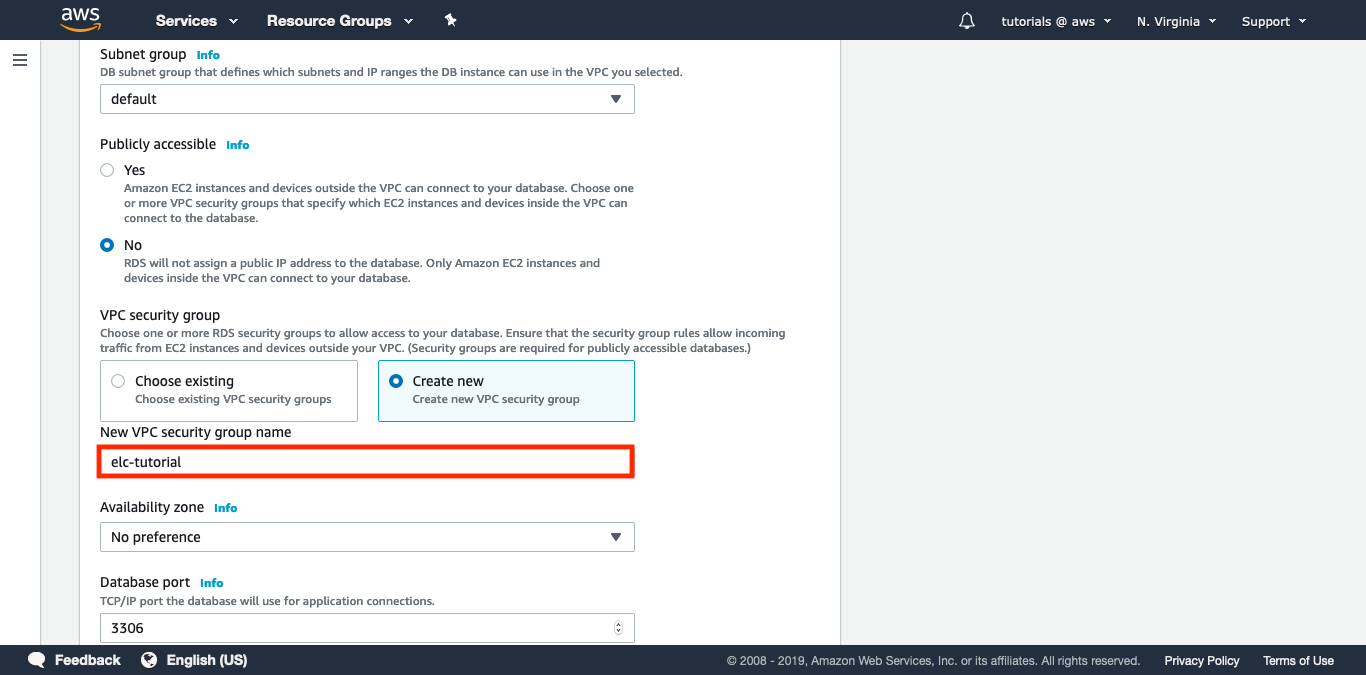 aws Services Resource Groups tutorials @ aws N. Virginia Support
Subnet group Info
DB subnet group that defines which subnets and IP ranges the DB instance can use in the VPC you selected.
default
Publicly accessible Info
Yes
Amazon EC2 instances and devices outside the VPC can connect to your database. Choose one
or more VPC security groups that specify which EC2 instances and devices inside the VPC can
connect to the database.
No
RDS will not assign a public IP address to the database. Only Amazon EC2 instances and
devices inside the VPC can connect to your database.
VPC security group
Choose one or more RDS security groups to allow access to your database. Ensure that the security group rules allow incoming
traffic from EC2 instances and devices outside your VPC. (Security groups are required for publicly accessible databases.)
Choose existing
Choose existing VPC security groups
Create new
Create new VPC security group
New VPC security group name
elc-tutorial
Availability zone Info
No preference
Database port Info
TCP/IP port the database will use for application connections.
3306
Feedback English (US) © 2008 - 2019, Amazon Web Services, Inc. or its affiliates. All rights reserved. Privacy Policy Terms of Use